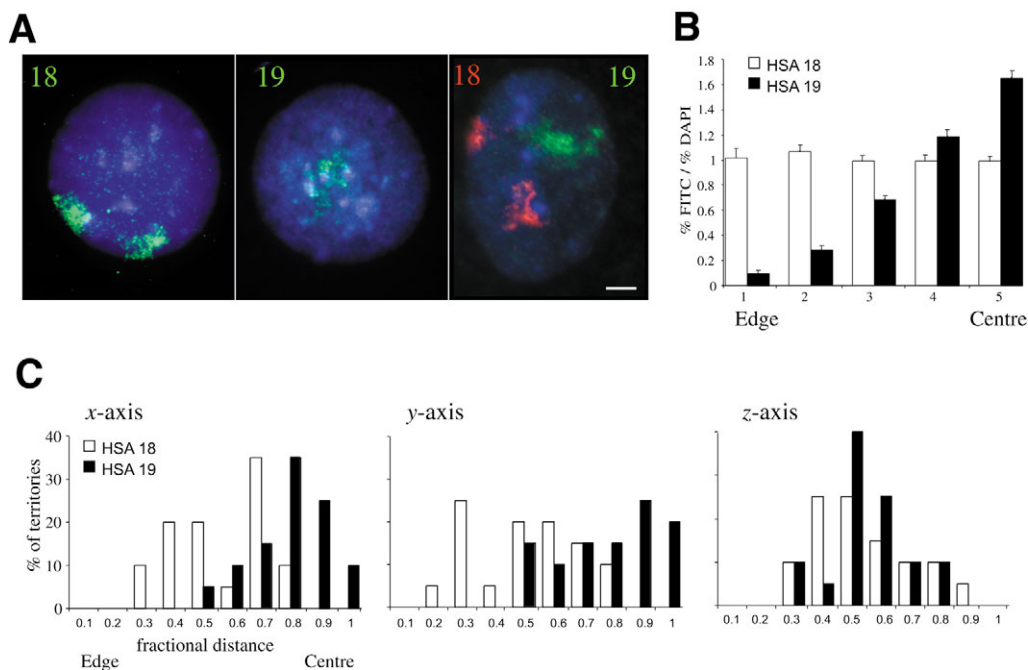 A
18
19
18
19
B
HSA 18
HSA 19
% FITC / % DAPI
1.8
1.6
1.4
1.2
1
0.8
0.6
0.4
0.2
0
1 2 3 4 5
Edge Centre
C
x-axis
HSA 18
HSA 19
% of territories
40
30
20
10
0
0.1 0.2 0.3 0.4 0.5 0.6 0.7 0.8 0.9 1
fractional distance
Edge Centre
y-axis
0.1 0.2 0.3 0.4 0.5 0.6 0.7 0.8 0.9 1
z-axis
0.1 0.2 0.3 0.4 0.5 0.6 0.7 0.8 0.9 1